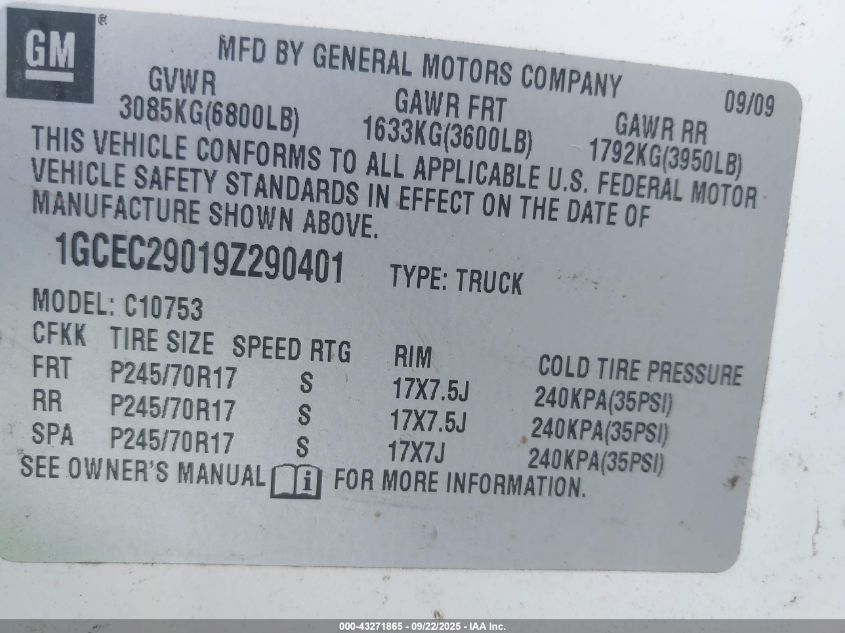 GM®
MFD BY GENERAL MOTORS COMPANY
09/09
GVWR
3085KG(6800LB)
GAWR FRT
1633KG(3600LB)
GAWR RR
1792KG(3950LB)
THIS VEHICLE CONFORMS TO ALL APPLICABLE U.S. FEDERAL MOTOR
VEHICLE SAFETY STANDARDS IN EFFECT ON THE DATE OF
MANUFACTURE SHOWN ABOVE.
1GCEC29019Z290401 TYPE: TRUCK
MODEL: C10753
CFKK TIRE SIZE SPEED RTG RIM COLD TIRE PRESSURE
FRT P245/70R17 S 17X7.5J 240KPA(35PSI)
RR P245/70R17 S 17X7.5J 240KPA(35PSI)
SPA P245/70R17 S 17X7J 240KPA(35PSI)
SEE OWNER'S MANUAL i FOR MORE INFORMATION.
000-43271865 - 09/22/2025 - IAA Inc.